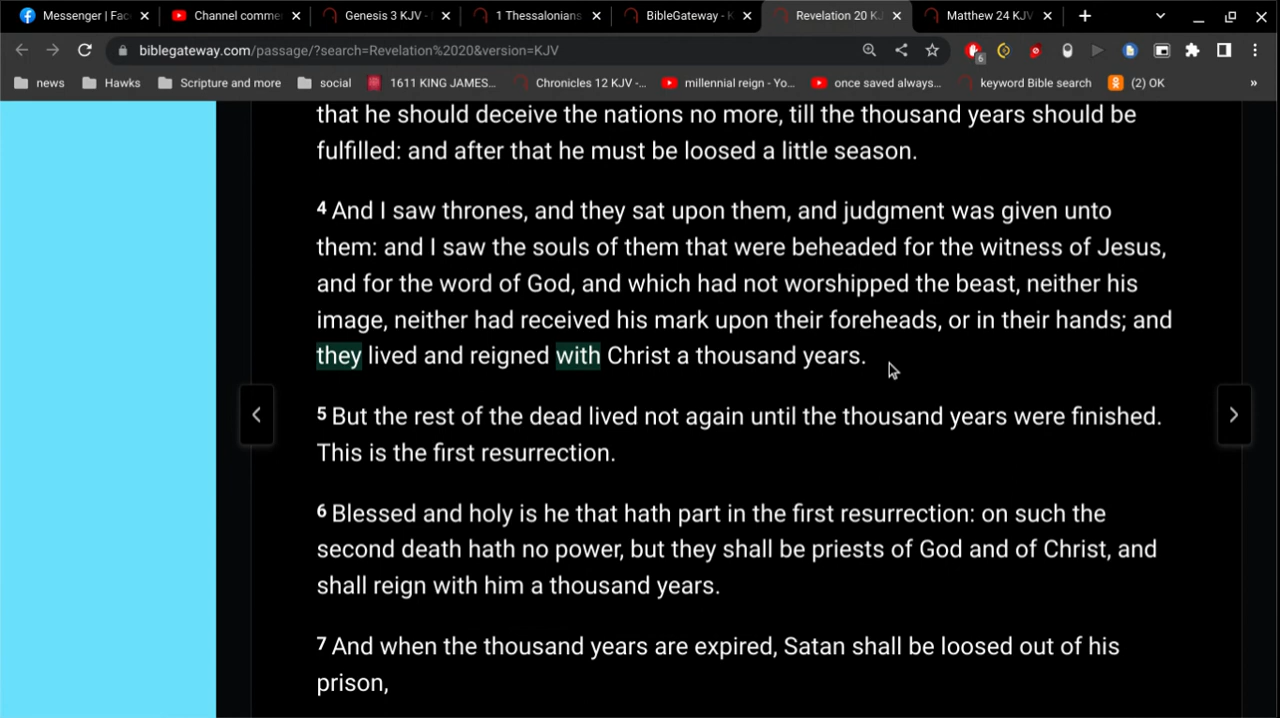 Messenger | Fac
Channel comme
Genesis 3 KJV -
1 Thessalonians
BibleGateway - K
Revelation 20 KJ
Matthew 24 KJV
biblegateway.com/passage/?search=Revelation%2020&version=KJV
6
news
Hawks
Scripture and more
social
1611 KING JAMES...
Chronicles 12 KJV -...
millennial reign - Yo...
once saved always...
keyword Bible search
(2) OK
»
that he should deceive the nations no more, till the thousand years should be
fulfilled: and after that he must be loosed a little season.
4 And I saw thrones, and they sat upon them, and judgment was given unto
them: and I saw the souls of them that were beheaded for the witness of Jesus,
and for the word of God, and which had not worshipped the beast, neither his
image, neither had received his mark upon their foreheads, or in their hands; and
they lived and reigned with Christ a thousand years.
5 But the rest of the dead lived not again until the thousand years were finished.
This is the first resurrection.
6 Blessed and holy is he that hath part in the first resurrection: on such the
second death hath no power, but they shall be priests of God and of Christ, and
shall reign with him a thousand years.
7 And when the thousand years are expired, Satan shall be loosed out of his
prison,